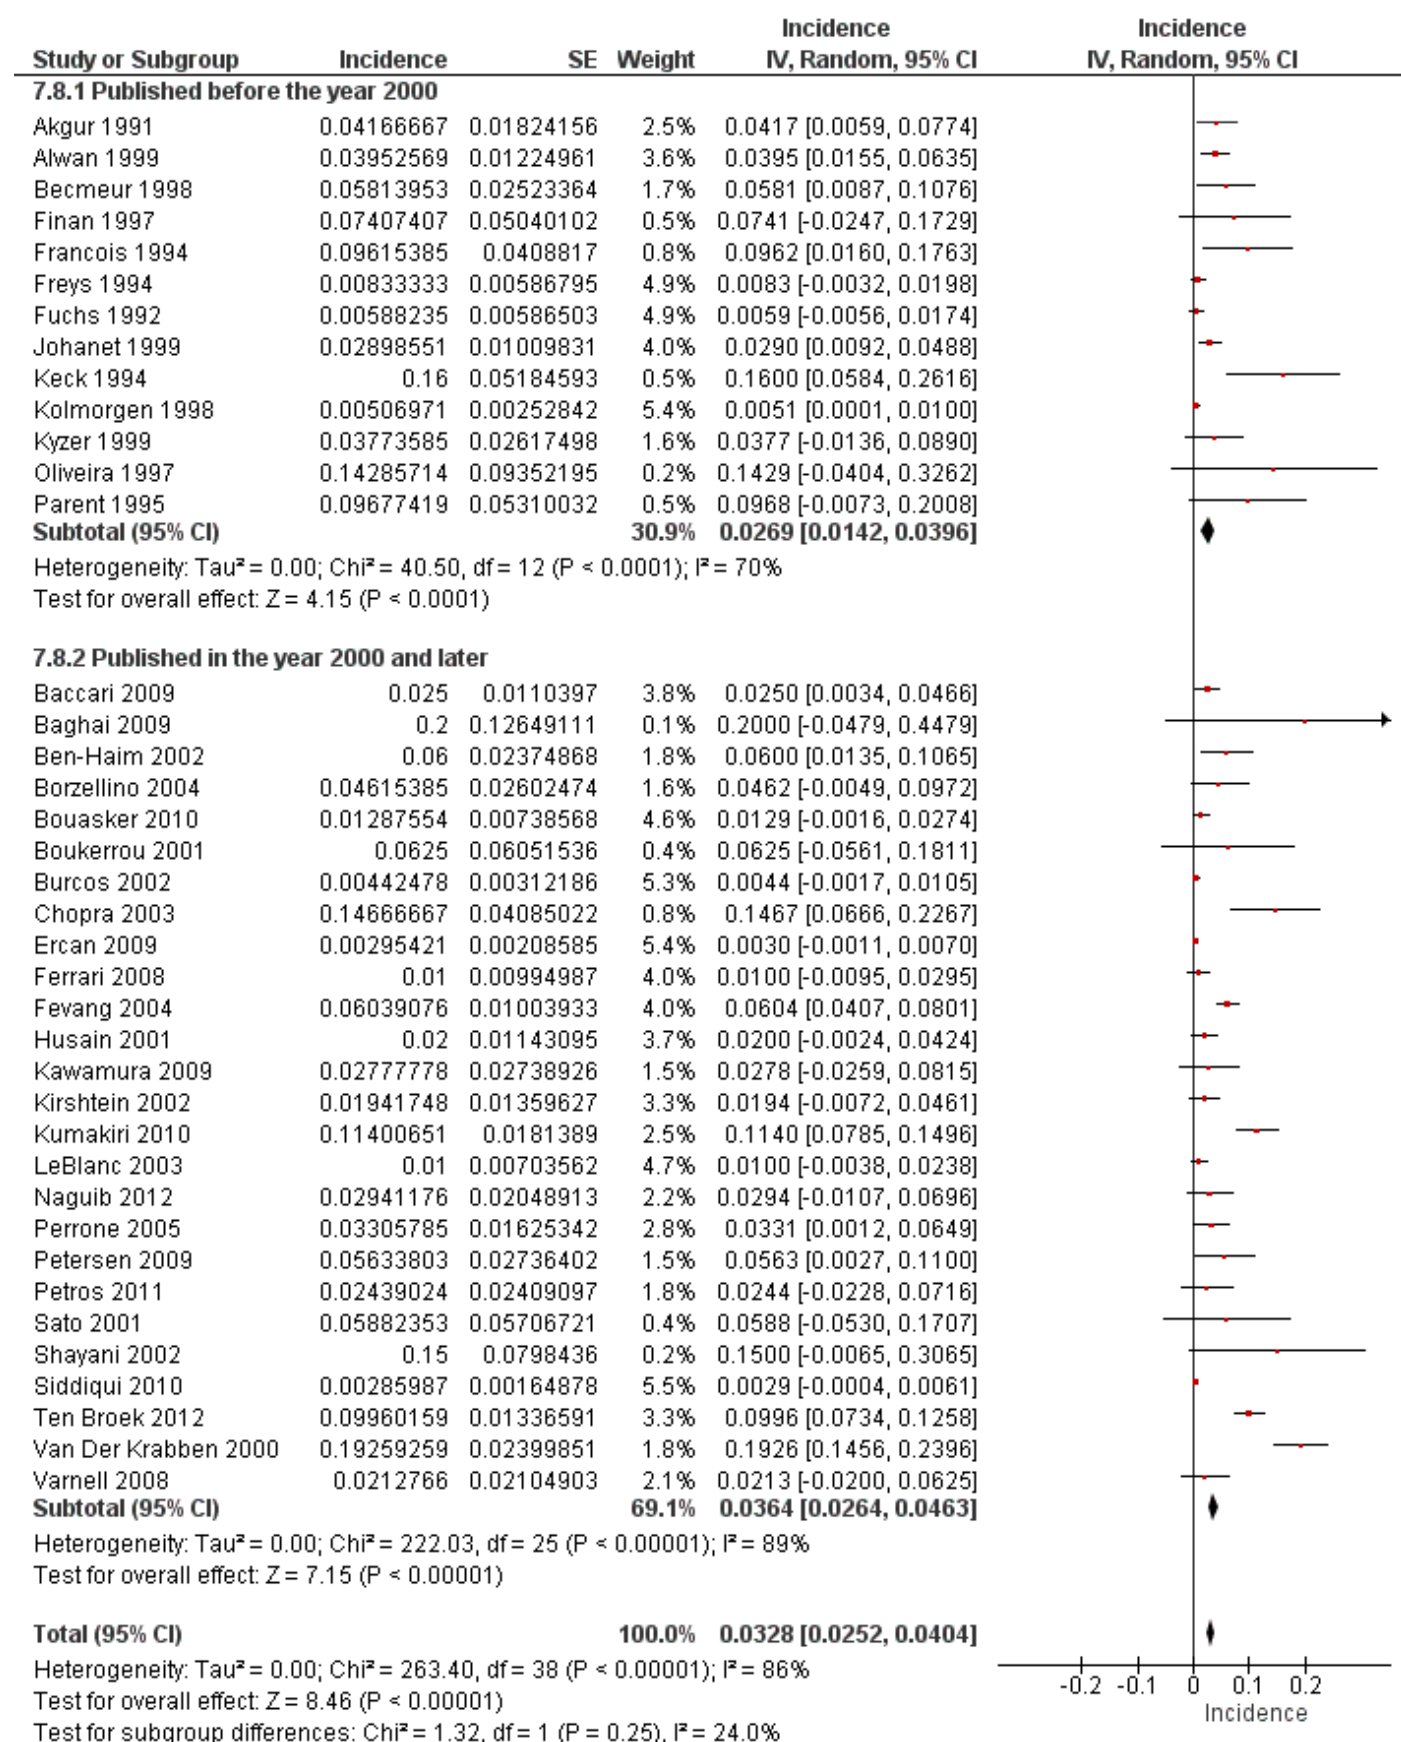 Incidence Incidence
Study or Subgroup Incidence SE Weight IV, Random, 95% CI IV, Random, 95% CI
7.8.1 Published before the year 2000
Akgur 1991 0.04166667 0.01824156 2.5% 0.0417 [0.0059, 0.0774]
Alwan 1999 0.03952569 0.01224961 3.6% 0.0395 [0.0155, 0.0635]
Becmeur 1998 0.05813953 0.02523364 1.7% 0.0581 [0.0087, 0.1076]
Finan 1997 0.07407407 0.05040102 0.5% 0.0741 [-0.0247, 0.1729]
Francois 1994 0.09615385 0.0408817 0.8% 0.0962 [0.0160, 0.1763]
Freys 1994 0.00833333 0.00586795 4.9% 0.0083 [-0.0032, 0.0198]
Fuchs 1992 0.00588235 0.00586503 4.9% 0.0059 [-0.0056, 0.0174]
Johanet 1999 0.02898551 0.01009831 4.0% 0.0290 [0.0092, 0.0488]
Keck 1994 0.16 0.05184593 0.5% 0.1600 [0.0584, 0.2616]
Kolmorgen 1998 0.00506971 0.00252842 5.4% 0.0051 [0.0001, 0.0100]
Kyzer 1999 0.03773585 0.02617498 1.6% 0.0377 [-0.0136, 0.0890]
Oliveira 1997 0.14285714 0.09352195 0.2% 0.1429 [-0.0404, 0.3262]
Parent 1995 0.09677419 0.05310032 0.5% 0.0968 [-0.0073, 0.2008]
Subtotal (95% CI) 30.9% 0.0269 [0.0142, 0.0396]
Heterogeneity: Tau² = 0.00; Chi² = 40.50, df = 12 (P < 0.0001); I² = 70%
Test for overall effect: Z = 4.15 (P < 0.0001)
7.8.2 Published in the year 2000 and later
Baccari 2009 0.025 0.0110397 3.8% 0.0250 [0.0034, 0.0466]
Baghai 2009 0.2 0.12649111 0.1% 0.2000 [-0.0479, 0.4479]
Ben-Haim 2002 0.06 0.02374868 1.8% 0.0600 [0.0135, 0.1065]
Borzellino 2004 0.04615385 0.02602474 1.6% 0.0462 [-0.0049, 0.0972]
Bouasker 2010 0.01287554 0.00738568 4.6% 0.0129 [-0.0016, 0.0274]
Boukerrou 2001 0.0625 0.06051536 0.4% 0.0625 [-0.0561, 0.1811]
Burcos 2002 0.00442478 0.00312186 5.3% 0.0044 [-0.0017, 0.0105]
Chopra 2003 0.14666667 0.04085022 0.8% 0.1467 [0.0666, 0.2267]
Ercan 2009 0.00295421 0.00208585 5.4% 0.0030 [-0.0011, 0.0070]
Ferrari 2008 0.01 0.00994987 4.0% 0.0100 [-0.0095, 0.0295]
Fevang 2004 0.06039076 0.01003933 4.0% 0.0604 [0.0407, 0.0801]
Husain 2001 0.02 0.01143095 3.7% 0.0200 [-0.0024, 0.0424]
Kawamura 2009 0.02777778 0.02738926 1.5% 0.0278 [-0.0259, 0.0815]
Kirshtein 2002 0.01941748 0.01359627 3.3% 0.0194 [-0.0072, 0.0461]
Kumakiri 2010 0.11400651 0.0181389 2.5% 0.1140 [0.0785, 0.1496]
LeBlanc 2003 0.01 0.00703562 4.7% 0.0100 [-0.0038, 0.0238]
Naguib 2012 0.02941176 0.02048913 2.2% 0.0294 [-0.0107, 0.0696]
Perrone 2005 0.03305785 0.01625342 2.8% 0.0331 [0.0012, 0.0649]
Petersen 2009 0.05633803 0.02736402 1.5% 0.0563 [0.0027, 0.1100]
Petros 2011 0.02439024 0.02409097 1.8% 0.0244 [-0.0228, 0.0716]
Sato 2001 0.05882353 0.05706721 0.4% 0.0588 [-0.0530, 0.1707]
Shayani 2002 0.15 0.0798436 0.2% 0.1500 [-0.0065, 0.3065]
Siddiqui 2010 0.00285987 0.00164878 5.5% 0.0029 [-0.0004, 0.0061]
Ten Broek 2012 0.09960159 0.01336591 3.3% 0.0996 [0.0734, 0.1258]
Van Der Krabben 2000 0.19259259 0.02399851 1.8% 0.1926 [0.1456, 0.2396]
Varnell 2008 0.0212766 0.02104903 2.1% 0.0213 [-0.0200, 0.0625]
Subtotal (95% CI) 69.1% 0.0364 [0.0264, 0.0463]
Heterogeneity: Tau² = 0.00; Chi² = 222.03, df = 25 (P < 0.00001); I² = 89%
Test for overall effect: Z = 7.15 (P < 0.00001)
Total (95% CI) 100.0% 0.0328 [0.0252, 0.0404]
Heterogeneity: Tau² = 0.00; Chi² = 263.40, df = 38 (P < 0.00001); I² = 86%
-0.2 -0.1 0 0.1 0.2
Test for overall effect: Z = 8.46 (P < 0.00001)
Incidence
Test for subgroup differences: Chi² = 1.32, df = 1 (P = 0.25), I² = 24.0%